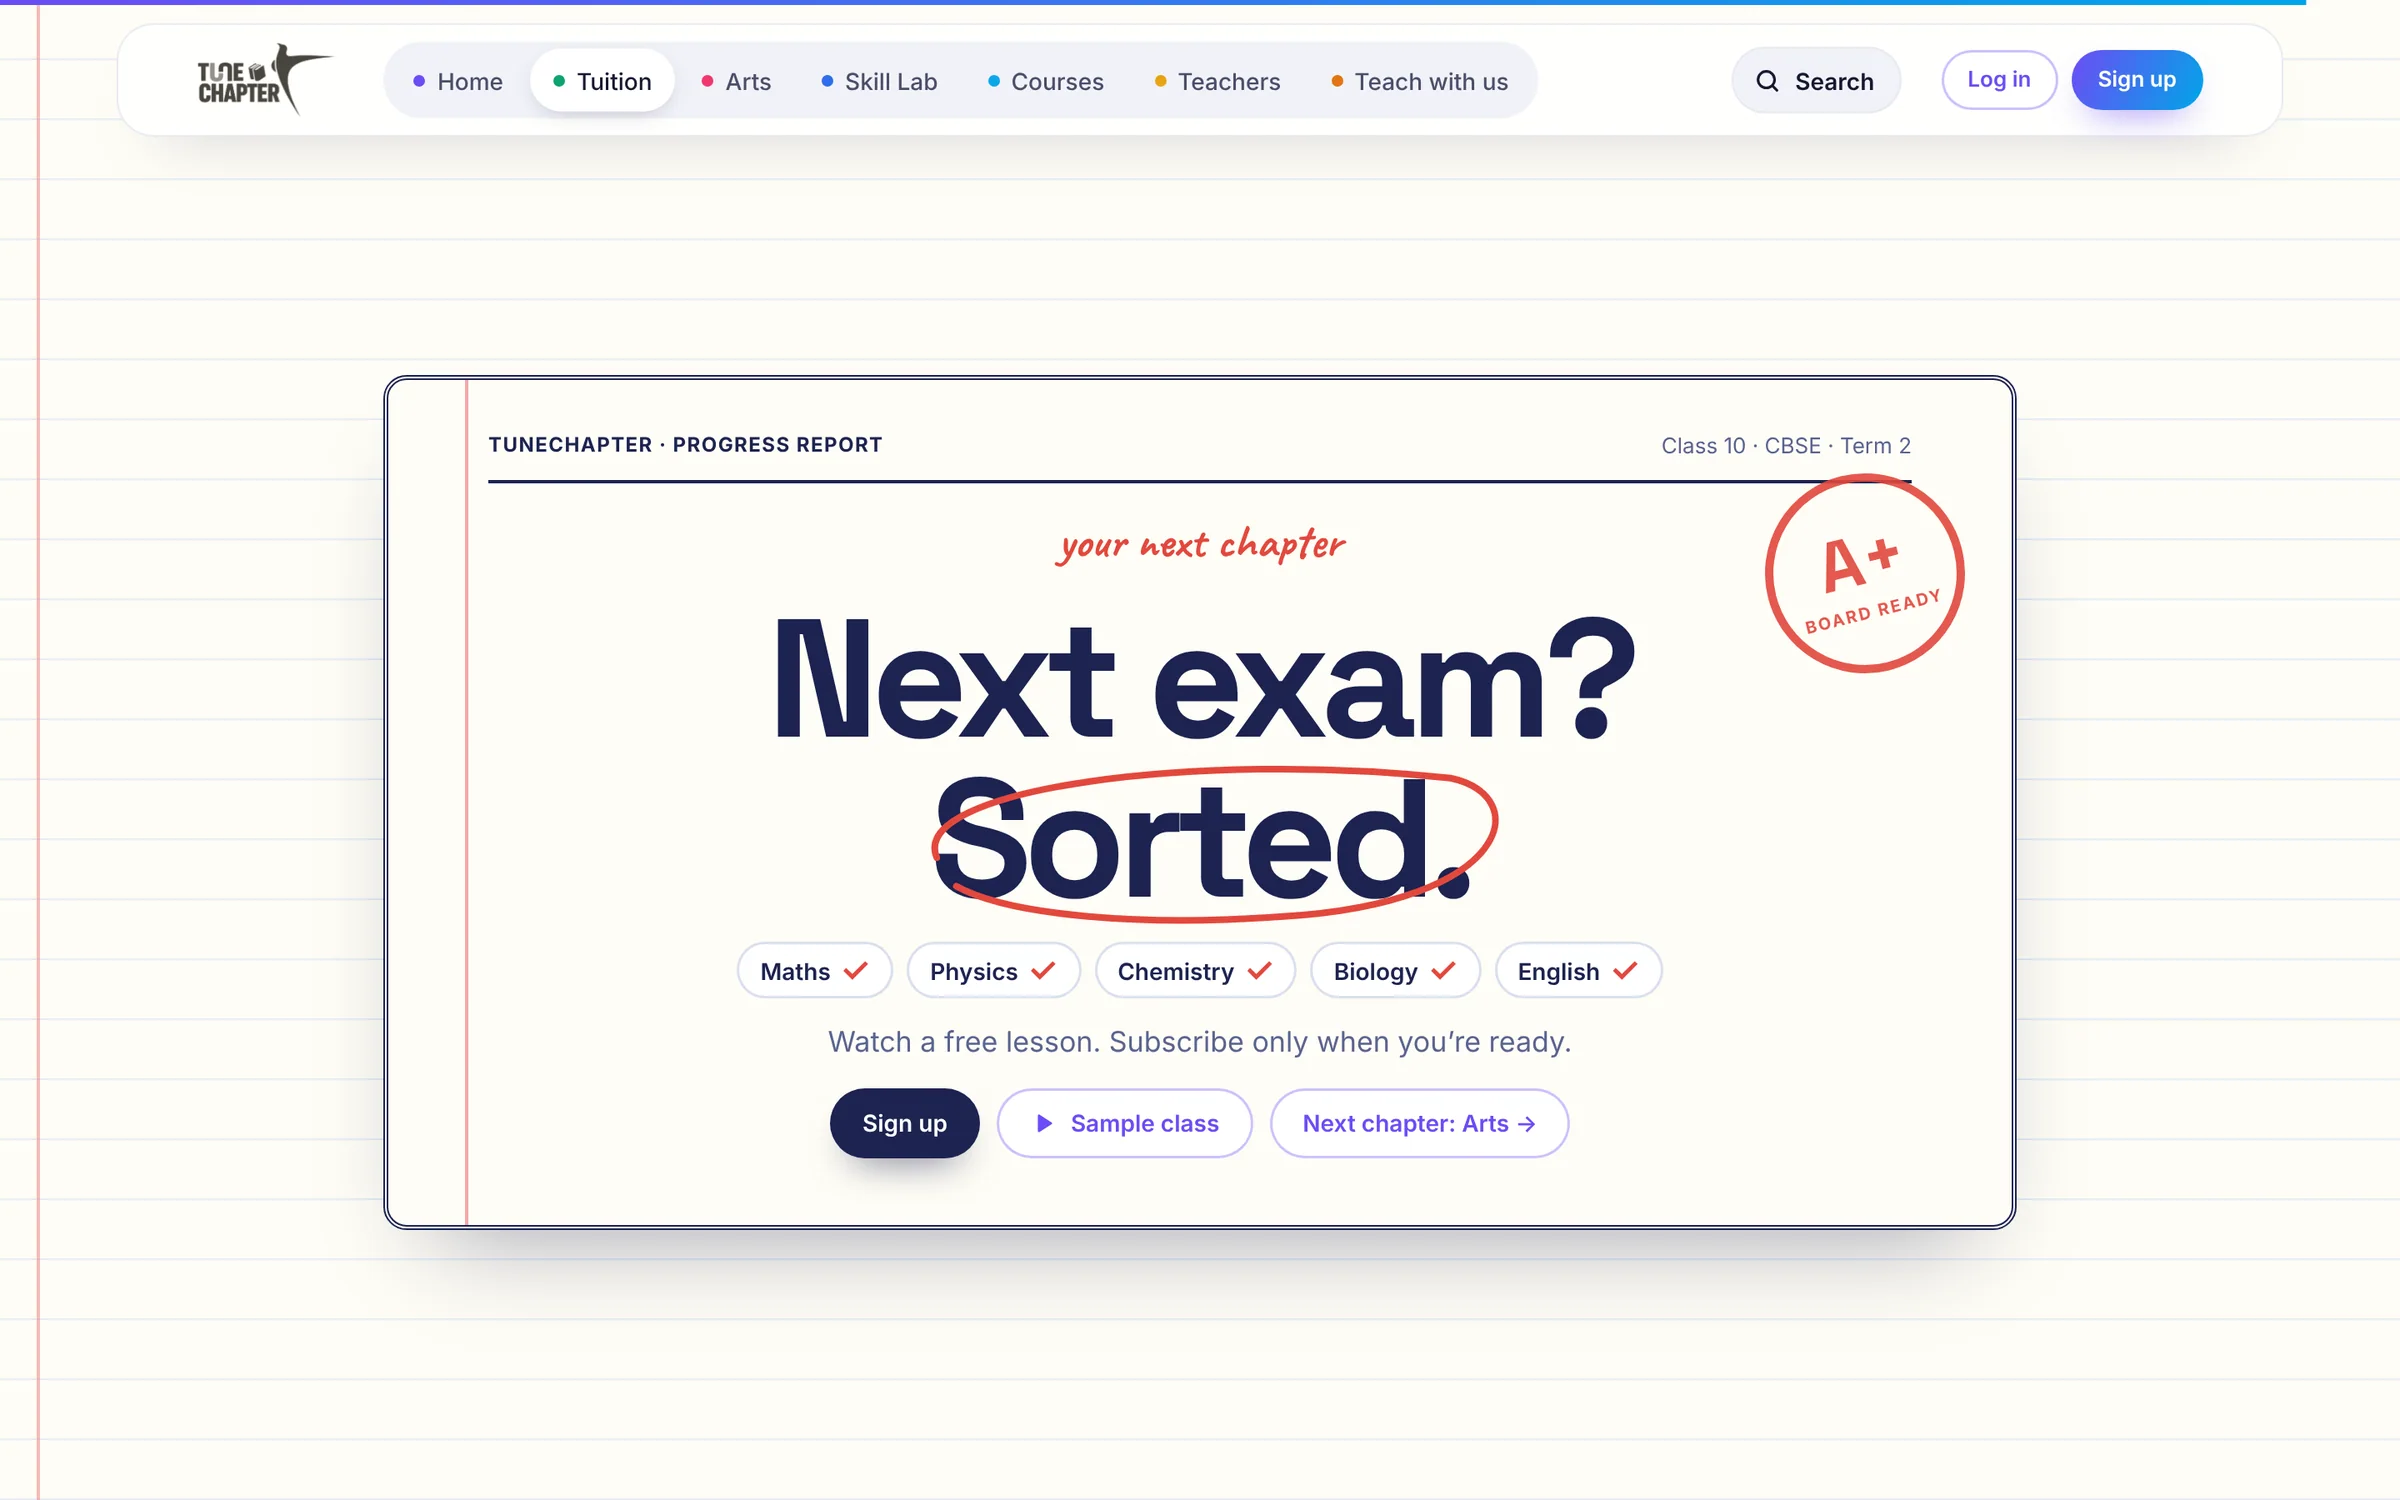 TUNE
CHAPTER
Home
Tuition
Arts
Skill Lab
Courses
Teachers
Teach with us
Search
Log in
Sign up
TUNECHAPTER · PROGRESS REPORT
Class 10 · CBSE · Term 2
your next chapter
A+
BOARD READY
Next exam?
Sorted.
Maths
Physics
Chemistry
Biology
English
Watch a free lesson. Subscribe only when you’re ready.
Sign up
Sample class
Next chapter: Arts →